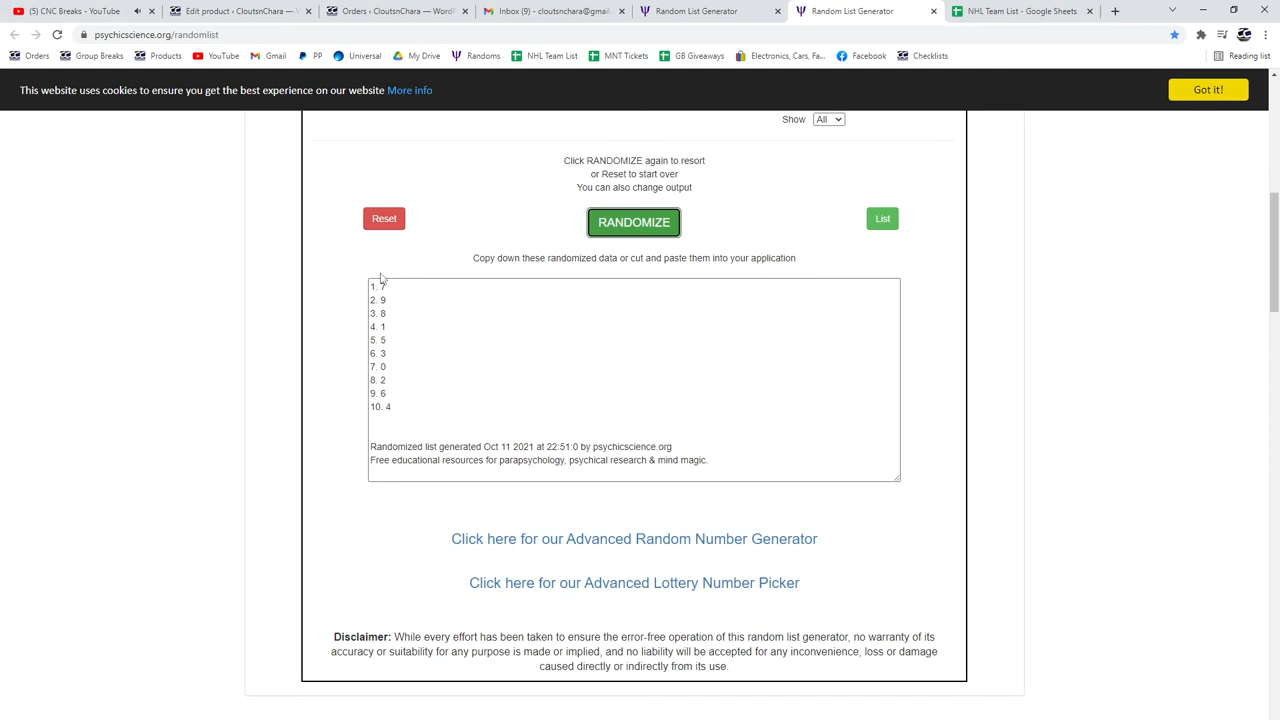 (5) CNC Breaks - YouTube
Edit product ‹ CloutsnChara — W
Orders ‹ CloutsnChara — WordPr
Inbox (9) - cloutsnchara@gmail
Random List Generator
Random List Generator
NHL Team List - Google Sheets
psychicscience.org/randomlist
Orders
Group Breaks
Products
YouTube
Gmail
PP
Universal
My Drive
Randoms
NHL Team List
MNT Tickets
GB Giveaways
Electronics, Cars, Fa...
Facebook
Checklists
Reading list
This website uses cookies to ensure you get the best experience on our website More info
Got it!
Show All
Click RANDOMIZE again to resort
or Reset to start over
You can also change output
Reset
RANDOMIZE
List
Copy down these randomized data or cut and paste them into your application
1. 7
2. 9
3. 8
4. 1
5. 5
6. 3
7. 0
8. 2
9. 6
10. 4
Randomized list generated Oct 11 2021 at 22:51:0 by psychicscience.org
Free educational resources for parapsychology, psychical research & mind magic.
Click here for our Advanced Random Number Generator
Click here for our Advanced Lottery Number Picker
Disclaimer: While every effort has been taken to ensure the error-free operation of this random list generator, no warranty of its
accuracy or suitability for any purpose is made or implied, and no liability will be accepted for any inconvenience, loss or damage
caused directly or indirectly from its use.